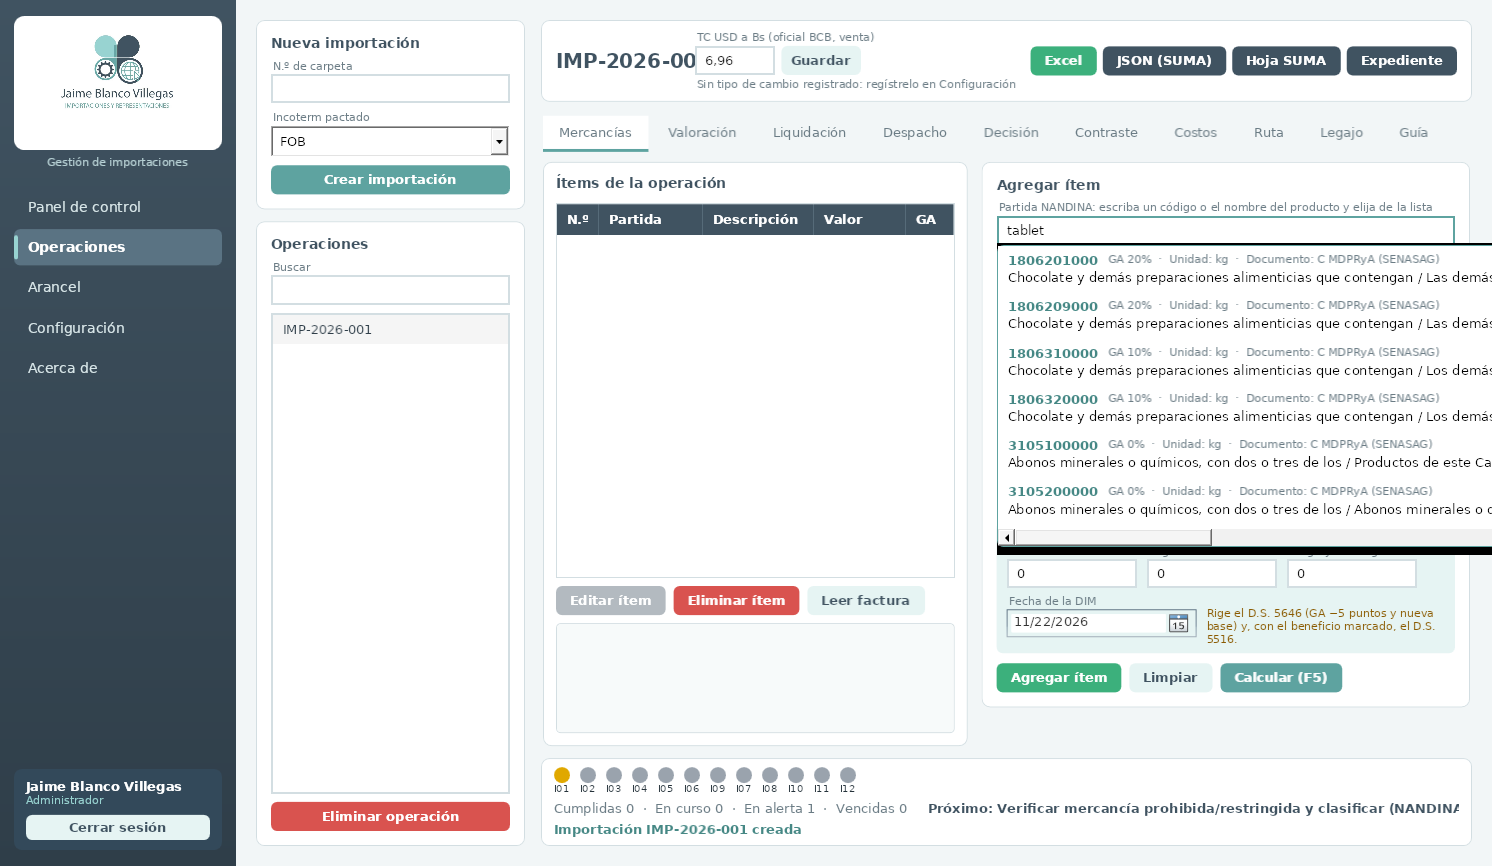 Jaime Blanco Villegas
IMPORTACIONES Y REPRESENTACIONES
Gestión de importaciones
Panel de control
Operaciones
Arancel
Configuración
Acerca de
Jaime Blanco Villegas
Administrador
Cerrar sesión
Nueva importación
N.º de carpeta
Incoterm pactado
FOB
Crear importación
Operaciones
Buscar
IMP-2026-001
Eliminar operación
IMP-2026-00
TC USD a Bs (oficial BCB, venta)
6,96
Guardar
Sin tipo de cambio registrado: regístrelo en Configuración
Excel
JSON (SUMA)
Hoja SUMA
Expediente
Mercancías
Valoración
Liquidación
Despacho
Decisión
Contraste
Costos
Ruta
Legajo
Guía
Ítems de la operación
N.º
Partida
Descripción
Valor
GA
Editar ítem
Eliminar ítem
Leer factura
Agregar ítem
Partida NANDINA: escriba un código o el nombre del producto y elija de la lista
tablet
1806201000 GA 20% · Unidad: kg · Documento: C MDPRyA (SENASAG)
Chocolate y demás preparaciones alimenticias que contengan / Las demás
1806209000 GA 20% · Unidad: kg · Documento: C MDPRyA (SENASAG)
Chocolate y demás preparaciones alimenticias que contengan / Las demás
1806310000 GA 10% · Unidad: kg · Documento: C MDPRyA (SENASAG)
Chocolate y demás preparaciones alimenticias que contengan / Los demás
1806320000 GA 10% · Unidad: kg · Documento: C MDPRyA (SENASAG)
Chocolate y demás preparaciones alimenticias que contengan / Los demás
3105100000 GA 0% · Unidad: kg · Documento: C MDPRyA (SENASAG)
Abonos minerales o químicos, con dos o tres de los / Productos de este Ca
3105200000 GA 0% · Unidad: kg · Documento: C MDPRyA (SENASAG)
Abonos minerales o químicos, con dos o tres de los / Abonos minerales o
0
0
0
Fecha de la DIM
11/22/2026
15
Rige el D.S. 5646 (GA −5 puntos y nueva
base) y, con el beneficio marcado, el D.S.
5516.
Agregar ítem
Limpiar
Calcular (F5)
I01 I02 I03 I04 I05 I06 I09 I07 I08 I10 I11 I12
Cumplidas 0 · En curso 0 · En alerta 1 · Vencidas 0
Próximo: Verificar mercancía prohibida/restringida y clasificar (NANDINA
Importación IMP-2026-001 creada